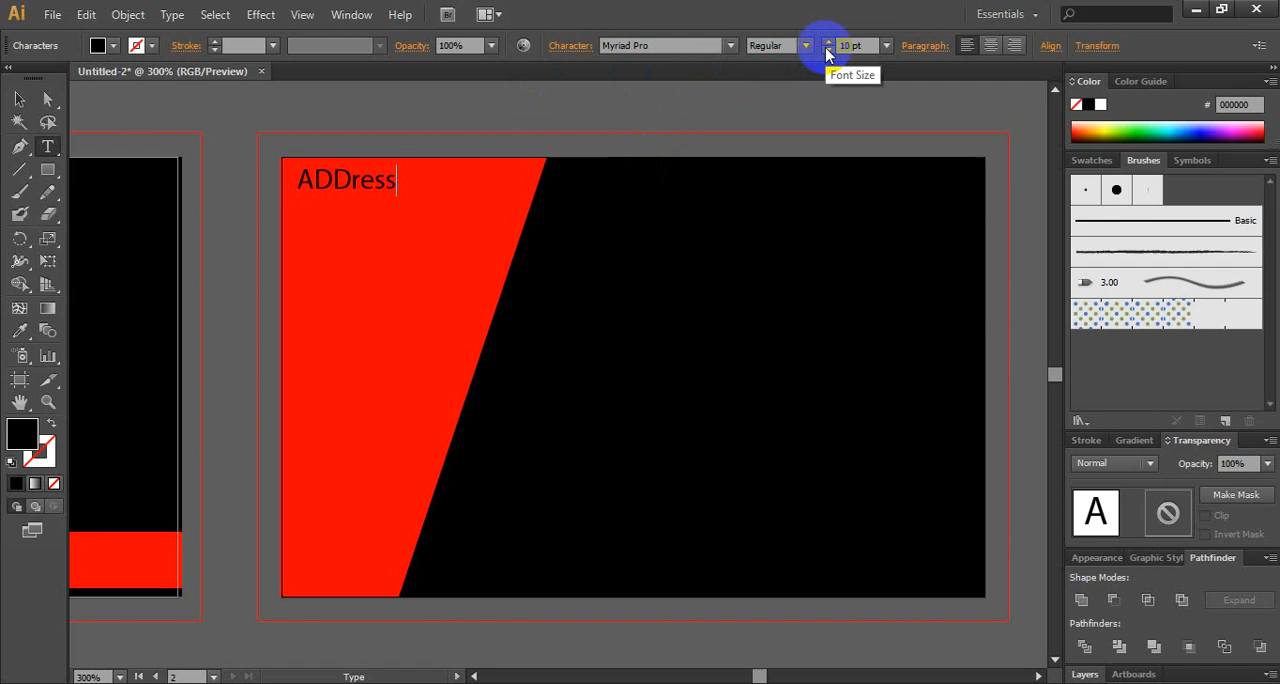 Ai File Edit Object Type Select Effect View Window Help Br Essentials
Characters Stroke: Opacity: 100% Character: Myriad Pro Regular 10 pt Paragraph: Align Transform
Font Size
Untitled-2* @ 300% (RGB/Preview) ×
ADDress
Color Color Guide
# 000000
Swatches Brushes Symbols
Basic
3.00
Stroke Gradient Transparency
Normal Opacity: 100%
A
Make Mask
Clip
Invert Mask
Appearance Graphic Styl Pathfinder
Shape Modes:
Expand
Pathfinders:
Layers Artboards
300% 2 Type